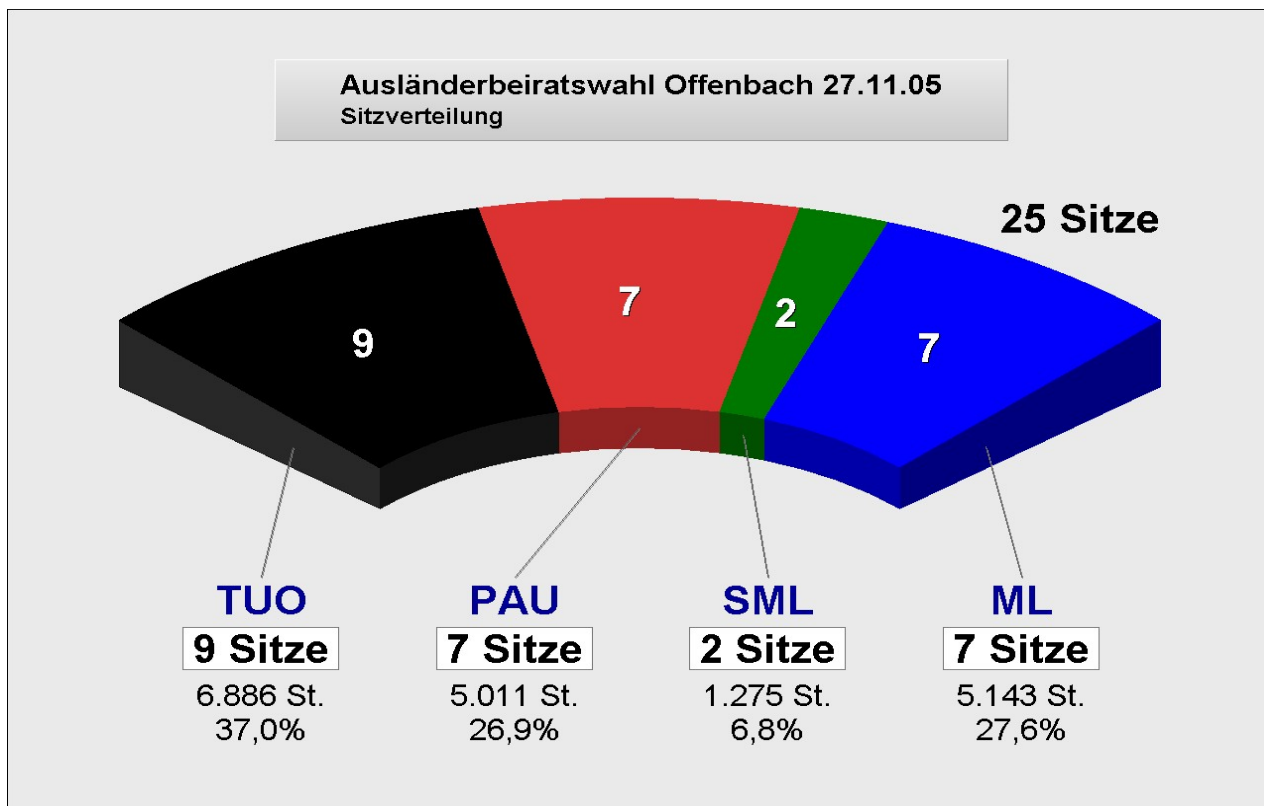 Ausländerbeiratswahl Offenbach 27.11.05
Sitzverteilung
25 Sitze
9
7
2
7
TUO
9 Sitze
6.886 St.
37,0%
PAU
7 Sitze
5.011 St.
26,9%
SML
2 Sitze
1.275 St.
6,8%
ML
7 Sitze
5.143 St.
27,6%